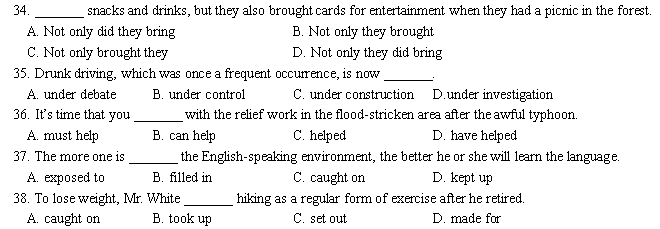 34. _______ snacks and drinks, but they also brought cards for entertainment when they had a picnic in the forest.
A. Not only did they bring B. Not only they brought
C. Not only brought they D. Not only they did bring
35. Drunk driving, which was once a frequent occurrence, is now _______.
A. under debate B. under control C. under construction D.under investigation
36. It's time that you _______ with the relief work in the flood-stricken area after the awful typhoon.
A. must help B. can help C. helped D. have helped
37. The more one is _______ the English-speaking environment, the better he or she will learn the language.
A. exposed to B. filled in C. caught on D. kept up
38. To lose weight, Mr. White _______ hiking as a regular form of exercise after he retired.
A. caught on B. took up C. set out D. made for